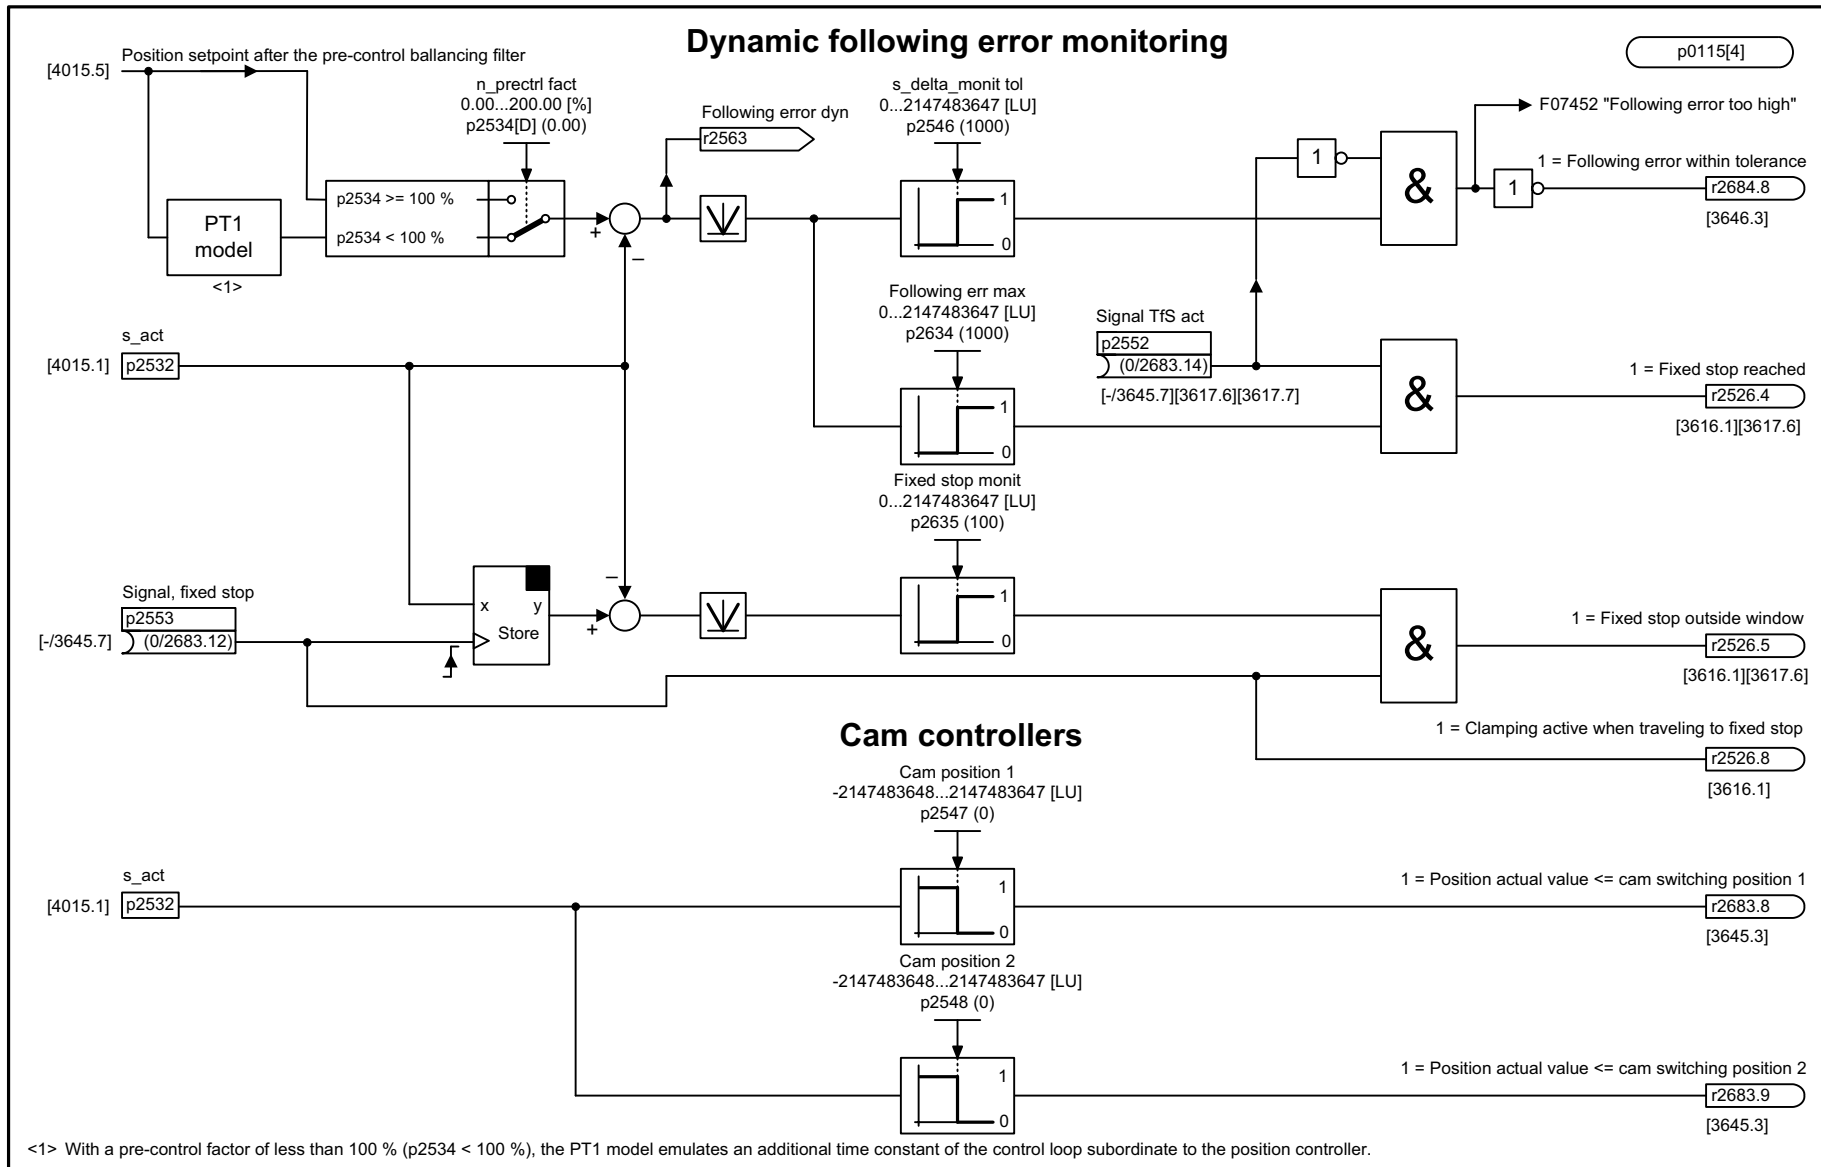 Dynamic following error monitoring
p0115[4]
Position setpoint after the pre-control ballancing filter
[4015.5]
n_prectrl fact
0.00...200.00 [%]
p2534[D] (0.00)
Following error dyn
r2563
s_delta_monit tol
0...2147483647 [LU]
p2546 (1000)
1
0
F07452 "Following error too high"
1
&
1
1 = Following error within tolerance
r2684.8
[3646.3]
p2534 >= 100 %
p2534 < 100 %
PT1
model
<1>
+
–
Following err max
0...2147483647 [LU]
p2634 (1000)
1
0
Signal TfS act
p2552
(0/2683.14)
[-/3645.7][3617.6][3617.7]
&
1 = Fixed stop reached
r2526.4
[3616.1][3617.6]
s_act
[4015.1]
p2532
Fixed stop monit
0...2147483647 [LU]
p2635 (100)
1
0
Signal, fixed stop
p2553
[-/3645.7]
(0/2683.12)
x
y
Store
–
+
&
1 = Fixed stop outside window
r2526.5
[3616.1][3617.6]
1 = Clamping active when traveling to fixed stop
r2526.8
[3616.1]
Cam controllers
Cam position 1
-2147483648...2147483647 [LU]
p2547 (0)
s_act
[4015.1]
p2532
1
0
1 = Position actual value <= cam switching position 1
r2683.8
[3645.3]
Cam position 2
-2147483648...2147483647 [LU]
p2548 (0)
1
0
1 = Position actual value <= cam switching position 2
r2683.9
[3645.3]
<1> With a pre-control factor of less than 100 % (p2534 < 100 %), the PT1 model emulates an additional time constant of the control loop subordinate to the position controller.